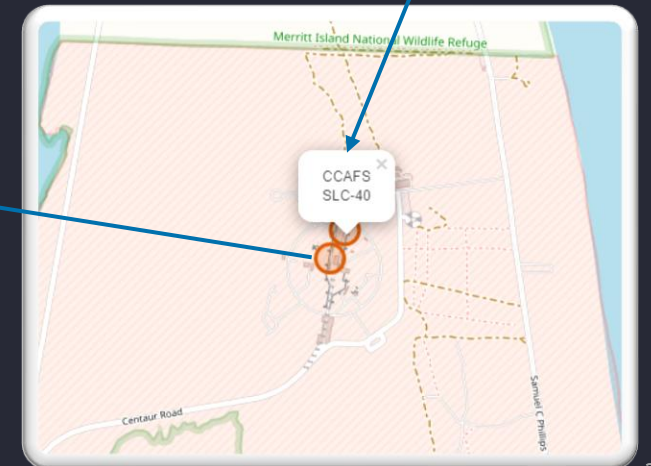 Merritt Island National Wildlife Refuge
CCAFS
SLC-40
×
Centaur Road
Samuel C Phillips